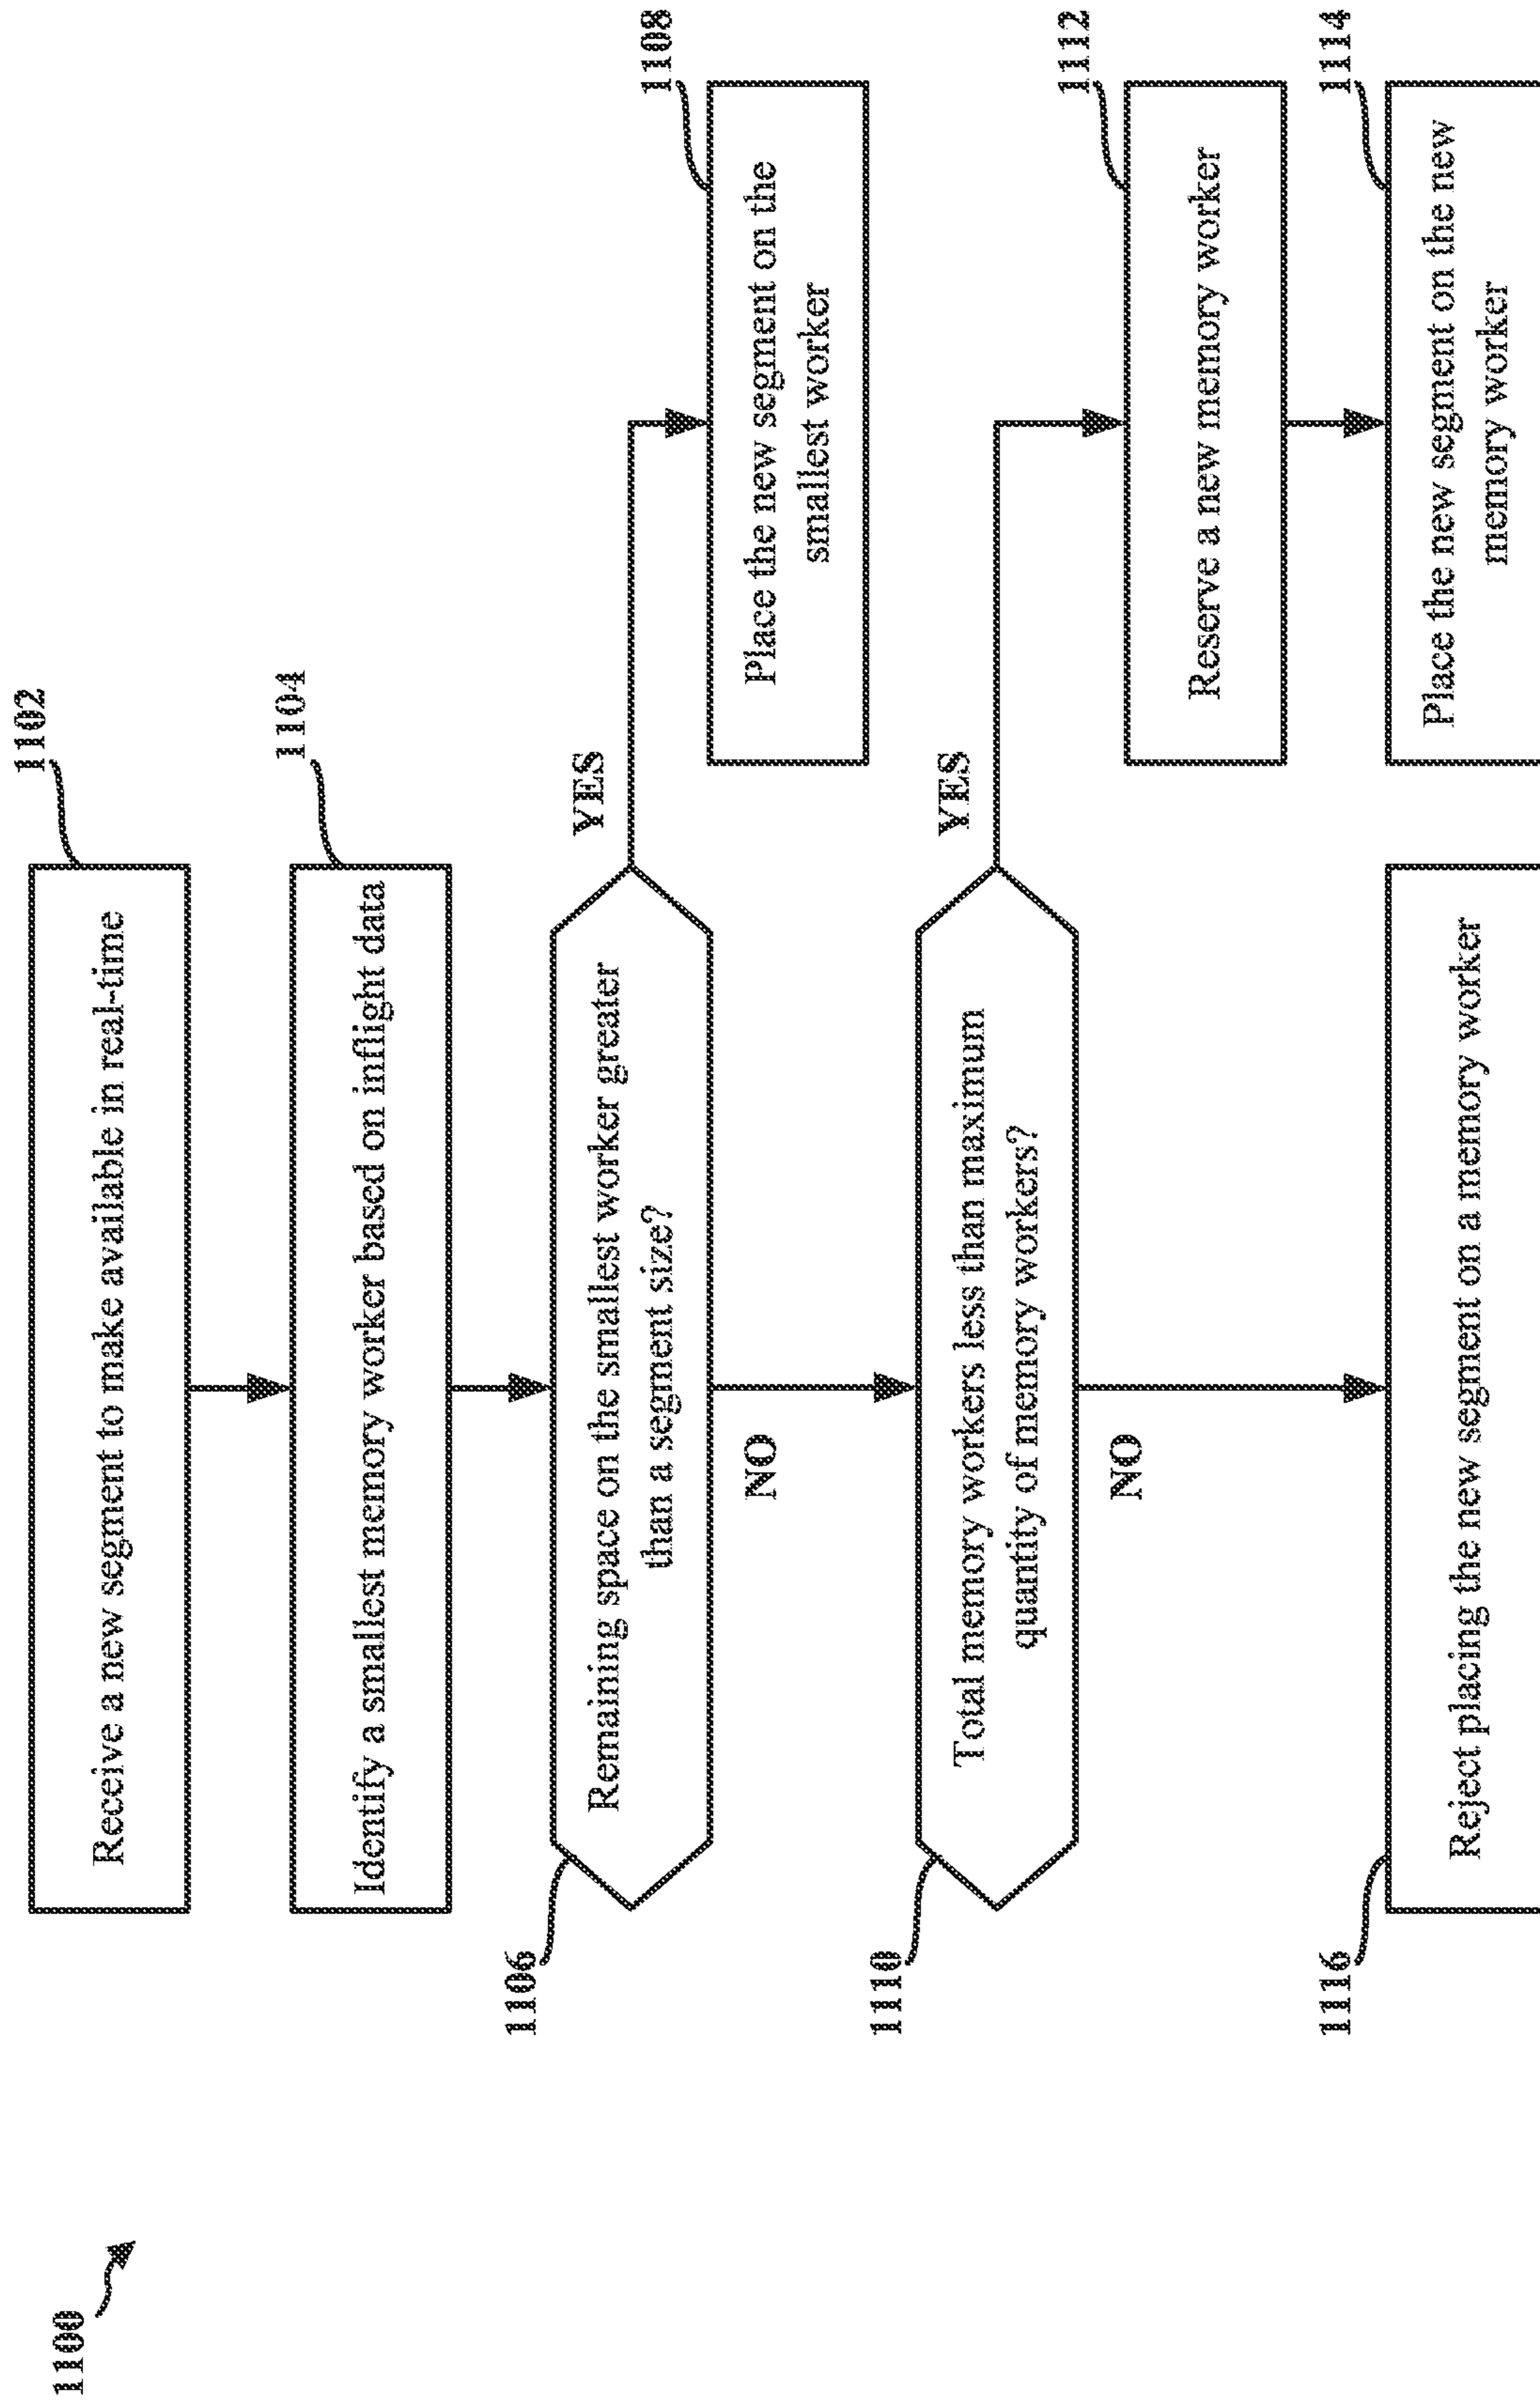 1100
1102
Receive a new segment to make available in real-time
1104
Identify a smallest memory worker based on inflight data
1106
Remaining space on the smallest worker greater
than a segment size?
YES
1108
Place the new segment on the
smallest worker
NO
1110
Total memory workers less than maximum
quantity of memory workers?
YES
1112
Reserve a new memory worker
NO
1114
Place the new segment on the new
memory worker
1116
Reject placing the new segment on a memory worker